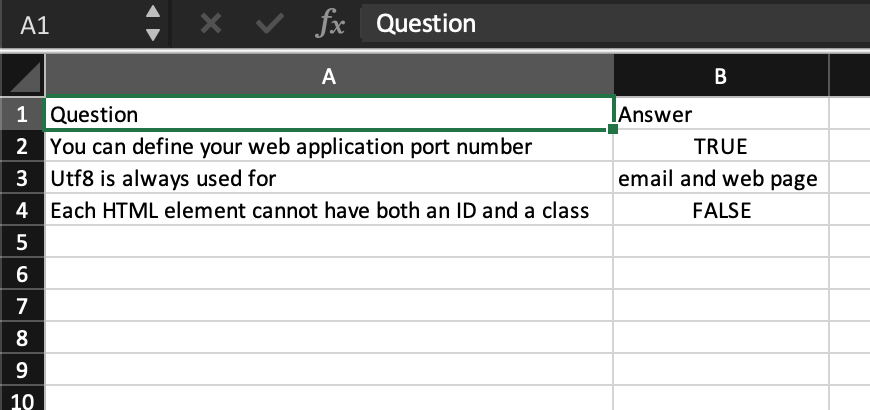 A1 fx Question
A B
1 Question Answer
2 You can define your web application port number TRUE
3 Utf8 is always used for email and web page
4 Each HTML element cannot have both an ID and a class FALSE
5
6
7
8
9
10